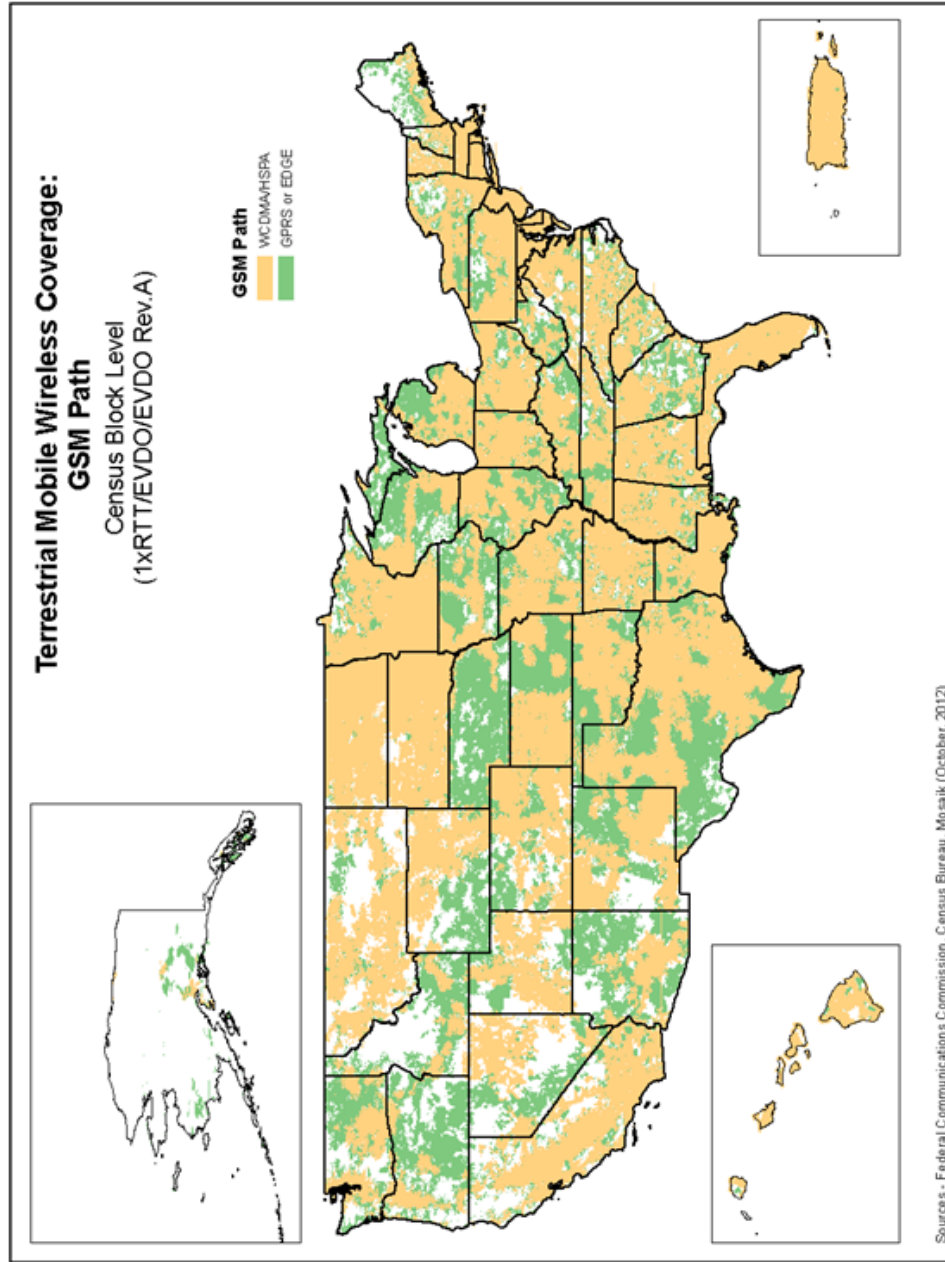 Terrestrial Mobile Wireless Coverage:
GSM Path
Census Block Level
(1xRTT/EVDO/EVDO Rev.A)
GSM Path
WCDMA/HSPA
GPRS or EDGE
Sources - Federal Communications Commission, Census Bureau, Mosaik (October, 2012)